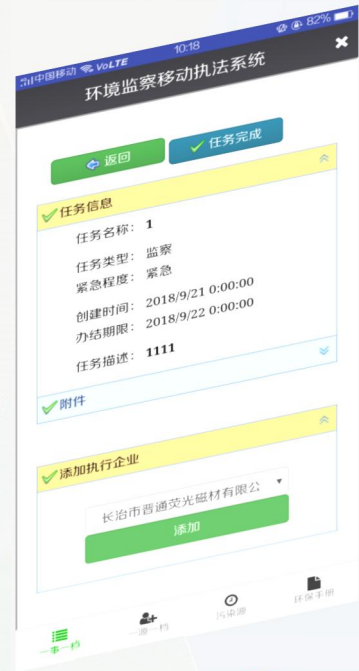 中国移动 VoLTE 10:18 82%
环境监察移动执法系统
返回 任务完成
任务信息
任务名称: 1
任务类型: 监察
紧急程度: 紧急
创建时间: 2018/9/21 0:00:00
办结期限: 2018/9/22 0:00:00
任务描述: 1111
附件
添加执行企业
长治市晋通荧光磁材有限公
添加
一事一档 一源一档 污染源 环保手册